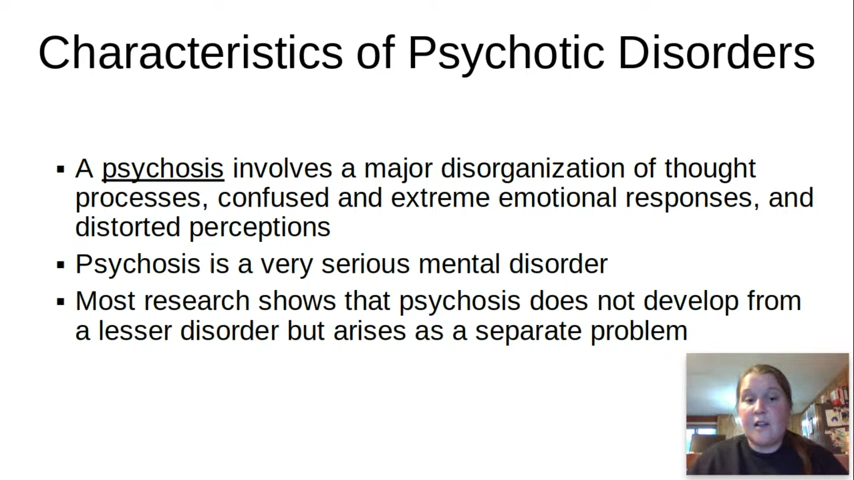 Characteristics of Psychotic Disorders
▪ A psychosis involves a major disorganization of thought
processes, confused and extreme emotional responses, and
distorted perceptions
▪ Psychosis is a very serious mental disorder
▪ Most research shows that psychosis does not develop from
a lesser disorder but arises as a separate problem